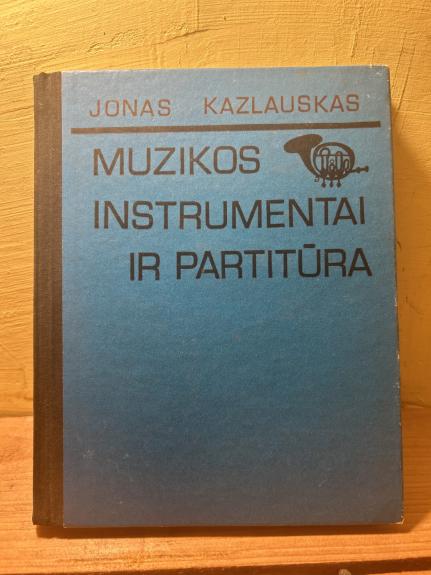 JONAS KAZLAUSKAS
MUZIKOS
INSTRUMENTAI
IR PARTITŪRA